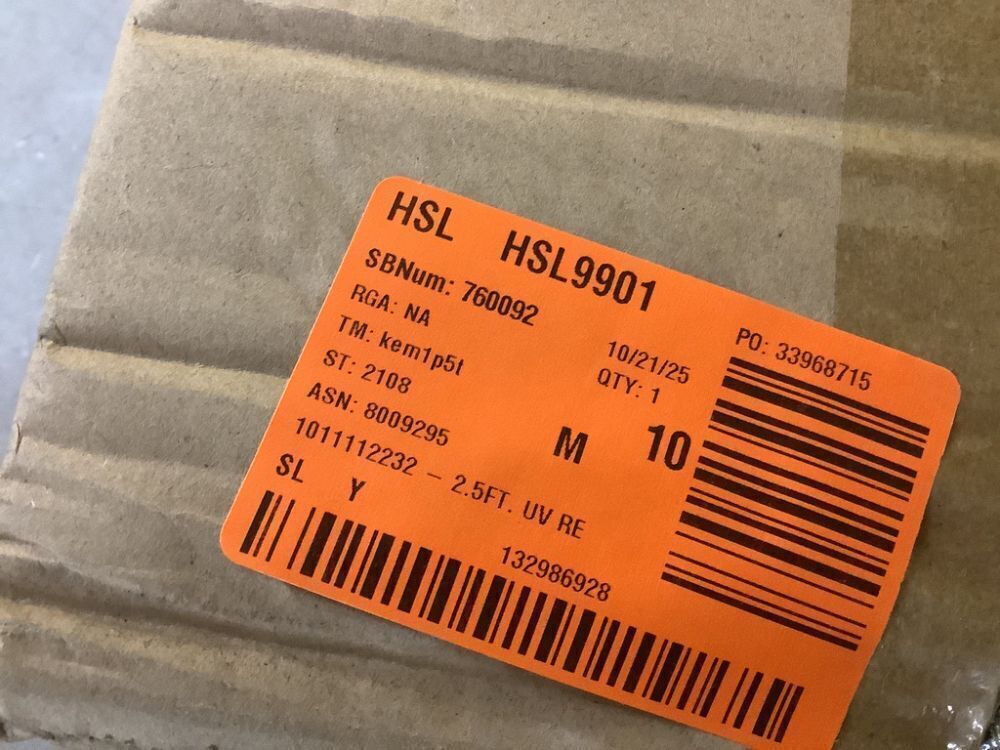 HSL HSL9901
SBNum: 760092
RGA: NA
TM: kem1p5t
ST: 2108
ASN: 8009295
1011112232 – 2.5FT. UV RE
SL Y
10/21/25
QTY: 1
M 10
PO: 33968715
132986928